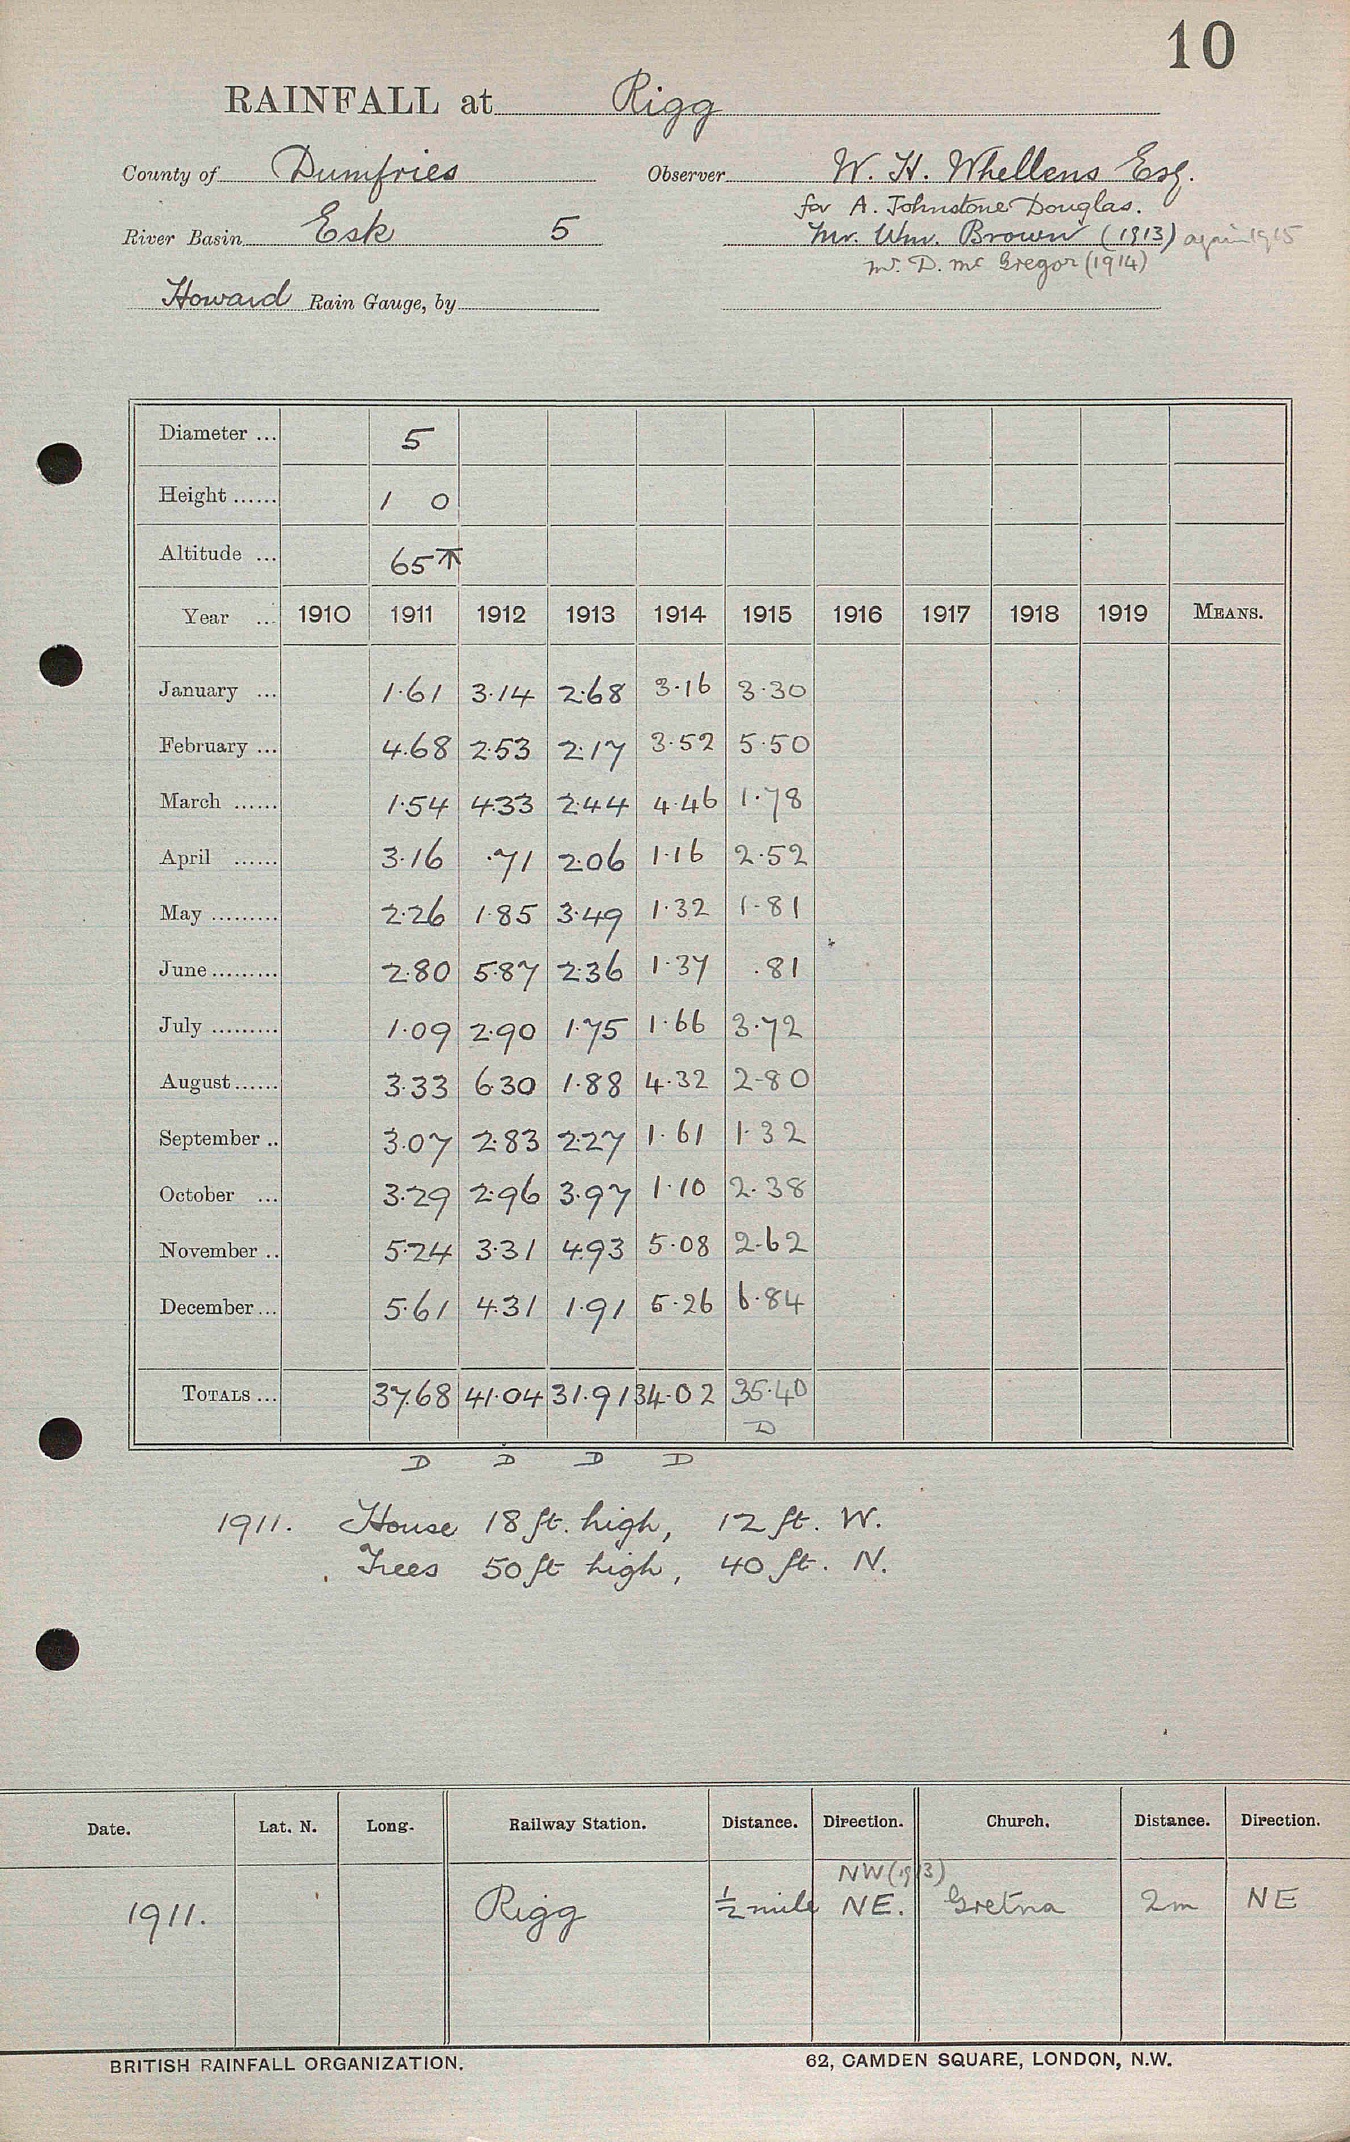 10
RAINFALL at Rigg
County of Dumfries Observer W. H. Whellens Esq.
for A. Johnstone Douglas.
River Basin Esk 5 Mr. Wm. Brown (1913) again 1915
Mr. D. Mc Gregor (1914)
Howard Rain Gauge, by
Diameter ... 5
Height ...... 1 0
Altitude ... 65
Year ... 1910 1911 1912 1913 1914 1915 1916 1917 1918 1919 MEANS.
January ... 1.61 3.14 2.68 3.16 3.30
February ... 4.68 2.53 2.17 3.52 5.50
March ...... 1.54 4.33 2.44 4.46 1.78
April ...... 3.16 .71 2.06 1.16 2.52
May ......... 2.26 1.85 3.49 1.32 1.81
June ......... 2.80 5.87 2.36 1.37 .81
July ......... 1.09 2.90 1.75 1.66 3.72
August ...... 3.33 6.30 1.88 4.32 2.80
September .. 3.07 2.83 2.27 1.61 1.32
October ... 3.29 2.96 3.97 1.10 2.38
November .. 5.24 3.31 4.93 5.08 2.62
December ... 5.61 4.31 1.91 5.26 6.84
TOTALS ... 37.68 41.04 31.91 34.02 35.40
D
D D D D
1911. House 18 ft. high, 12 ft. W.
Trees 50 ft high, 40 ft. N.
Date. Lat. N. Long. Railway Station. Distance. Direction. Church. Distance. Direction.
NW (1913)
1911. Rigg ½ mile NE. Gretna 2m NE
BRITISH RAINFALL ORGANIZATION. 62, CAMDEN SQUARE, LONDON, N.W.